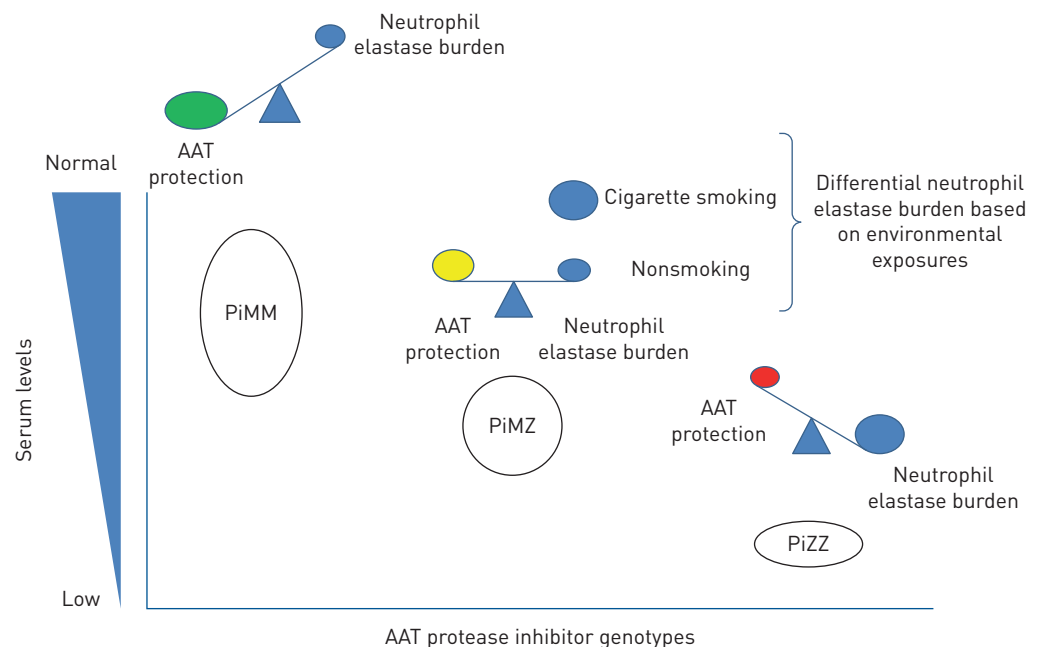 Neutrophil
elastase burden
AAT
protection
Normal
Cigarette smoking
Differential neutrophil
elastase burden based
on environmental
exposures
Nonsmoking
PiMM
AAT
protection
Neutrophil
elastase burden
Serum levels
PiMZ
AAT
protection
Neutrophil
elastase burden
PiZZ
Low
AAT protease inhibitor genotypes